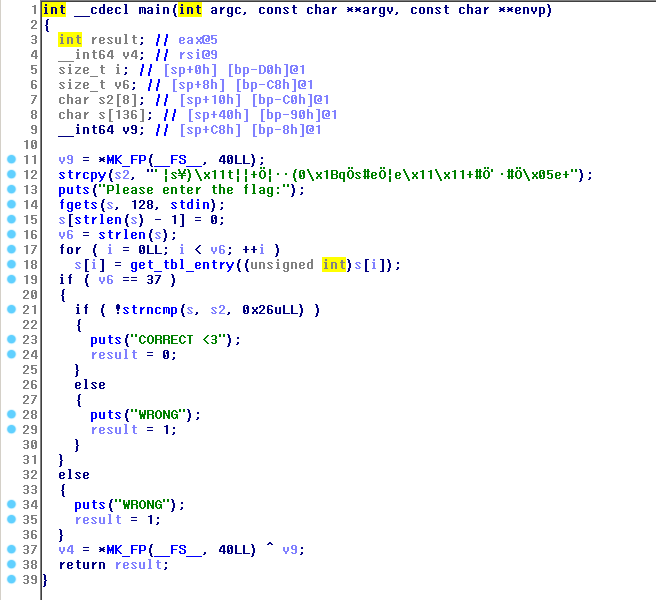 1 int __cdecl main(int argc, const char **argv, const char **envp)
2 {
3 int result; // eax@5
4 __int64 v4; // rsi@9
5 size_t i; // [sp+0h] [bp-D0h]@1
6 size_t v6; // [sp+8h] [bp-C8h]@1
7 char s2[8]; // [sp+10h] [bp-C0h]@1
8 char s[136]; // [sp+40h] [bp-90h]@1
9 __int64 v9; // [sp+C8h] [bp-8h]@1
10
11 v9 = *MK_FP(__FS__, 40LL);
12 strcpy(s2, "¨¦s¥)\x11t¦¦+Ö¦··(0\x1BqÖs#eÖ¦e\x11\x11+#Ö'·#Ö\x05e+");
13 puts("Please enter the flag:");
14 fgets(s, 128, stdin);
15 s[strlen(s) - 1] = 0;
16 v6 = strlen(s);
17 for ( i = 0LL; i < v6; ++i )
18 s[i] = get_tbl_entry((unsigned int)s[i]);
19 if ( v6 == 37 )
20 {
21 if ( !strncmp(s, s2, 0x26uLL) )
22 {
23 puts("CORRECT <3");
24 result = 0;
25 }
26 else
27 {
28 puts("WRONG");
29 result = 1;
30 }
31 }
32 else
33 {
34 puts("WRONG");
35 result = 1;
36 }
37 v4 = *MK_FP(__FS__, 40LL) ^ v9;
38 return result;
39 }